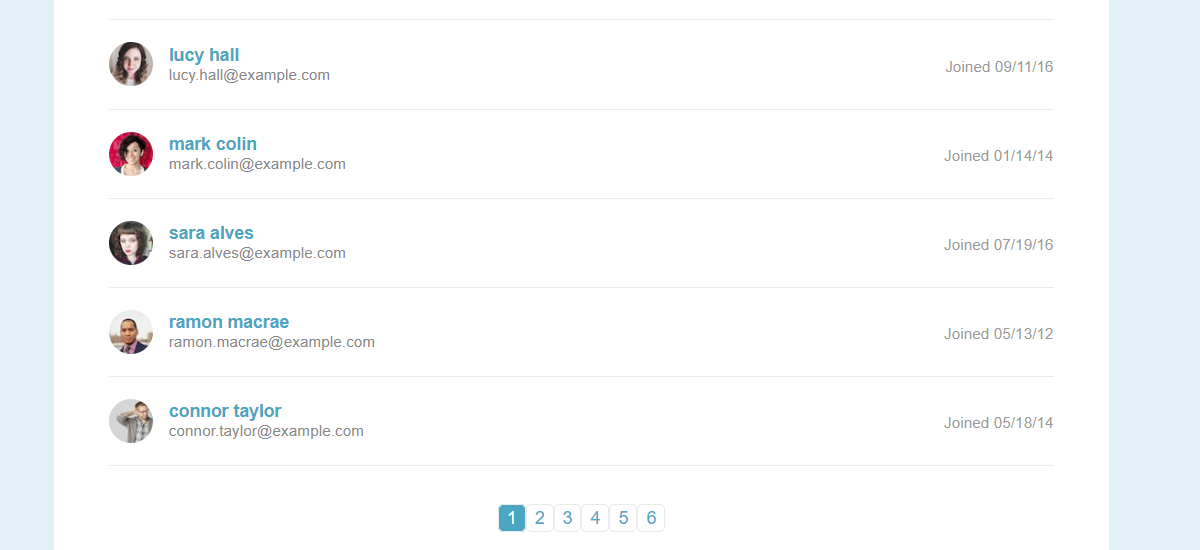 lucy hall
lucy.hall@example.com
Joined 09/11/16
mark colin
mark.colin@example.com
Joined 01/14/14
sara alves
sara.alves@example.com
Joined 07/19/16
ramon macrae
ramon.macrae@example.com
Joined 05/13/12
connor taylor
connor.taylor@example.com
Joined 05/18/14
1 2 3 4 5 6